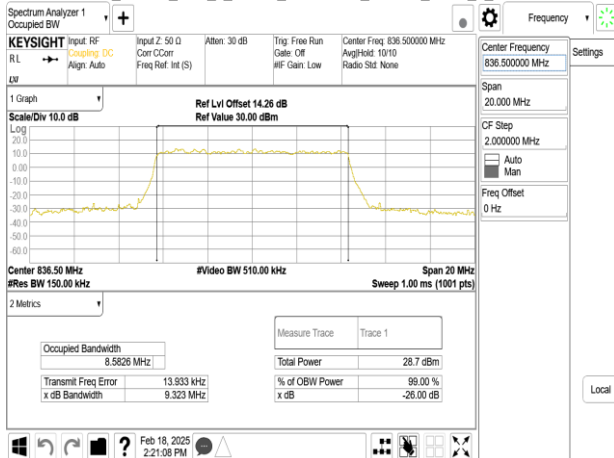 Spectrum Analyzer 1
Occupied BW
Frequency
KEYSIGHT
RL
LXI
Input: RF
Coupling: DC
Align: Auto
Input Z: 50 Ω
Corr CCorr
Freq Ref: Int (S)
Atten: 30 dB
Trig: Free Run
Gate: Off
#IF Gain: Low
Center Freq: 836.500000 MHz
Avg|Hold: 10/10
Radio Std: None
Center Frequency
836.500000 MHz
Settings
Span
20.000 MHz
CF Step
2.000000 MHz
Auto
Man
Freq Offset
0 Hz
Local
1 Graph
Scale/Div 10.0 dB
Ref Lvl Offset 14.26 dB
Ref Value 30.00 dBm
Log
20.0
10.0
0.00
-10.0
-20.0
-30.0
-40.0
-50.0
-60.0
Center 836.50 MHz
#Video BW 510.00 kHz
Span 20 MHz
#Res BW 150.00 kHz
Sweep 1.00 ms (1001 pts)
2 Metrics
Measure Trace Trace 1
Occupied Bandwidth
8.5826 MHz
Total Power 28.7 dBm
Transmit Freq Error 13.933 kHz
% of OBW Power 99.00 %
x dB Bandwidth 9.323 MHz
x dB -26.00 dB
?
Feb 18, 2025
2:21:08 PM